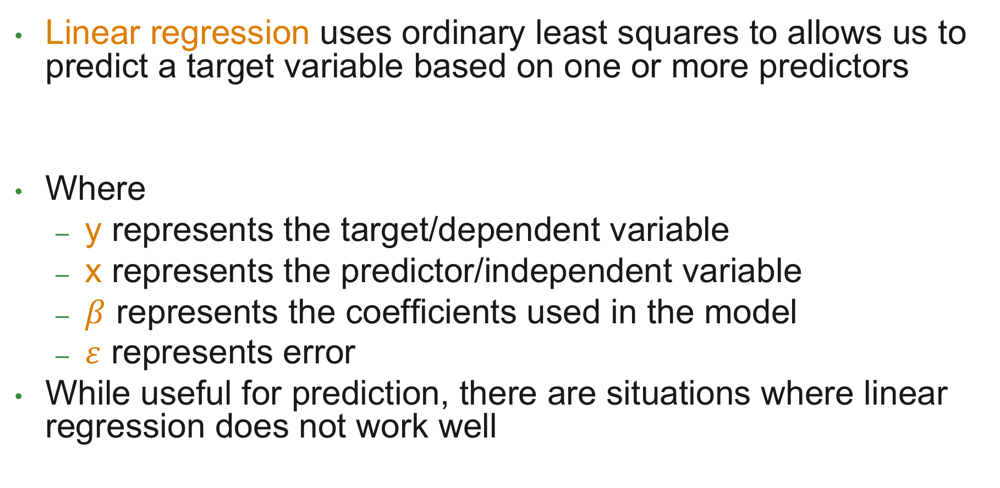 • Linear regression uses ordinary least squares to allows us to
predict a target variable based on one or more predictors
• Where
– y represents the target/dependent variable
– x represents the predictor/independent variable
– β represents the coefficients used in the model
– ε represents error
• While useful for prediction, there are situations where linear
regression does not work well